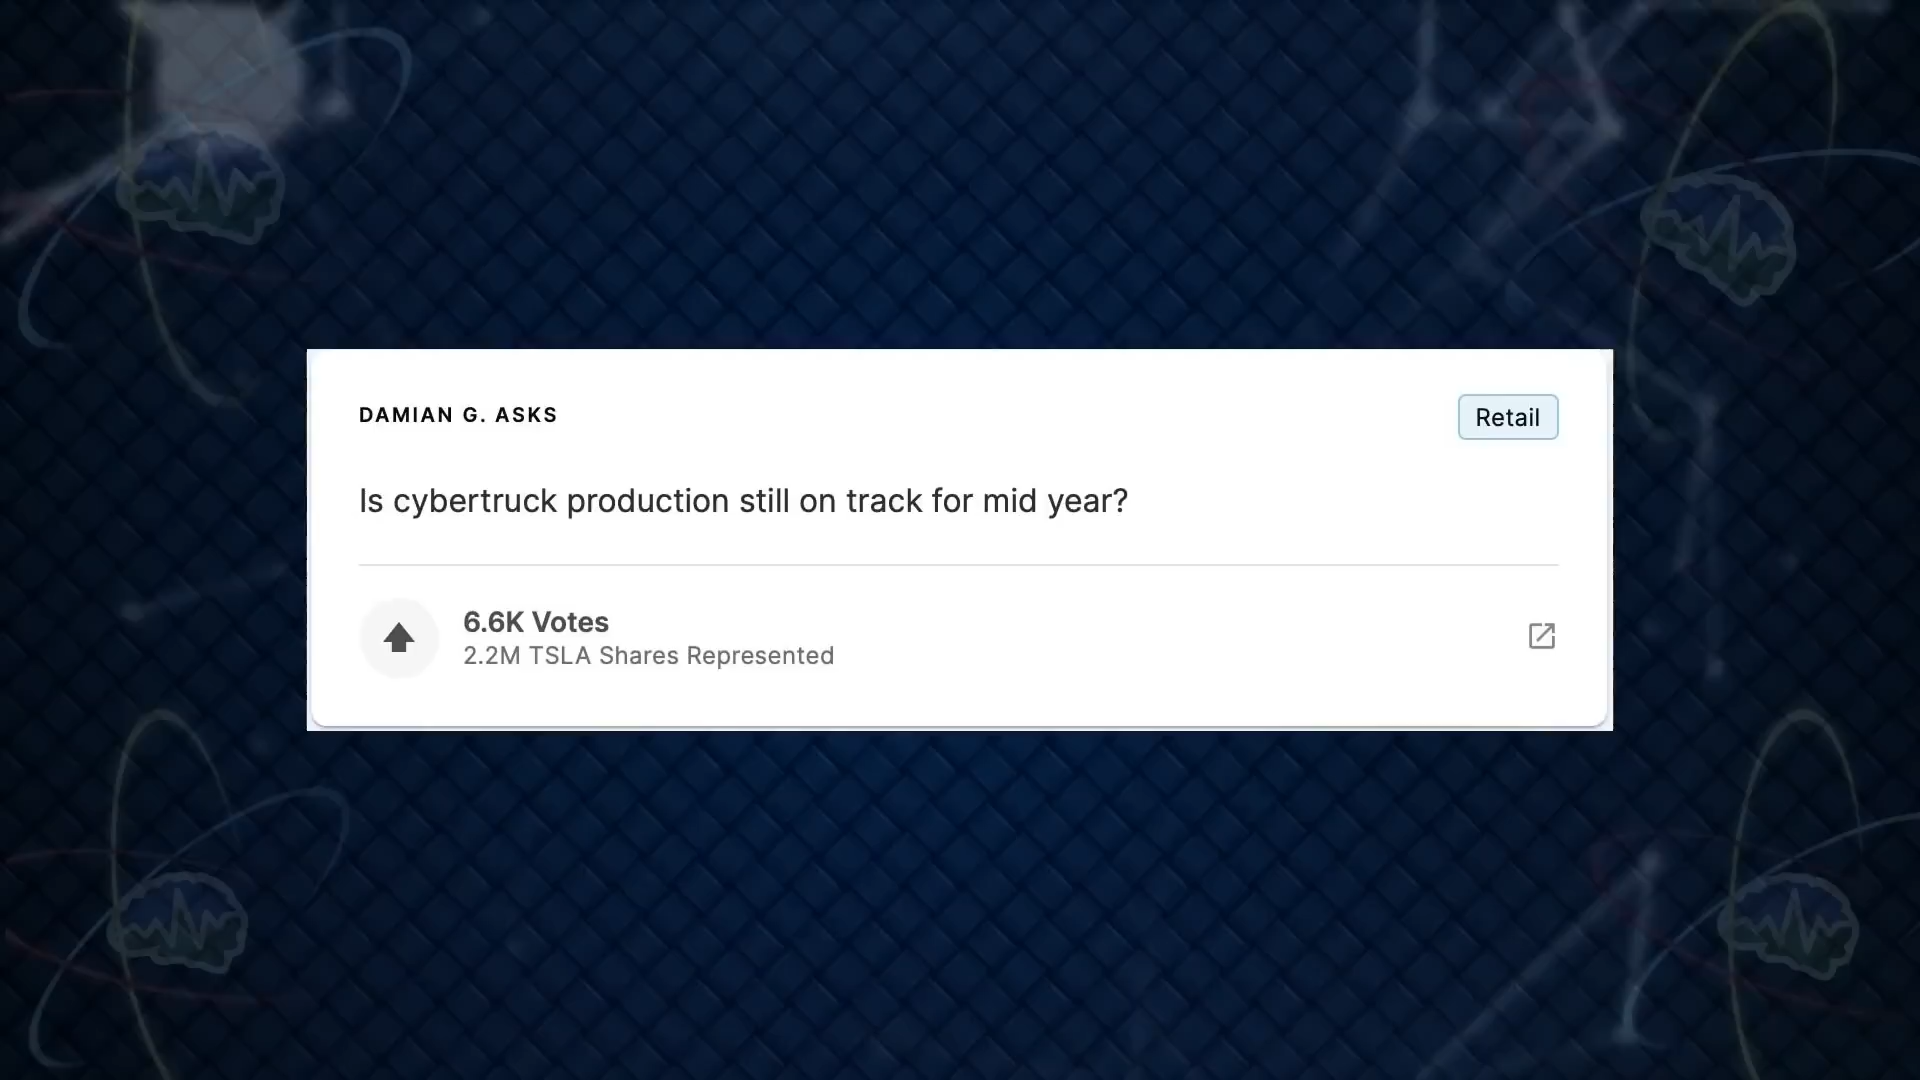 DAMIAN G. ASKS
Retail
Is cybertruck production still on track for mid year?
6.6K Votes
2.2M TSLA Shares Represented